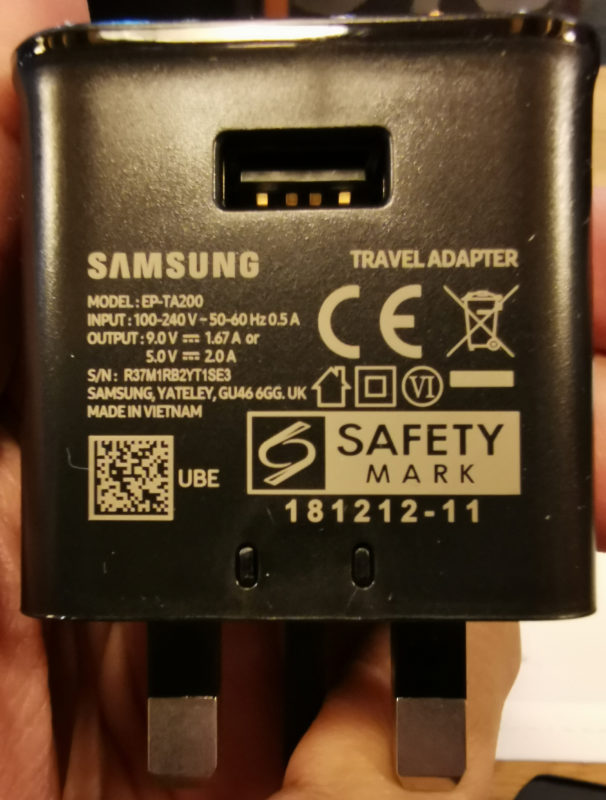 SAMSUNG
TRAVEL ADAPTER
MODEL : EP-TA200
INPUT : 100-240 V ~ 50-60 Hz 0.5 A
OUTPUT : 9.0 V ⎓ 1.67 A or
5.0 V ⎓ 2.0 A
S/N : R37M1RB2YT1SE3
SAMSUNG, YATELEY, GU46 6GG. UK
MADE IN VIETNAM
CE
VI
UBE
SAFETY
MARK
181212-11